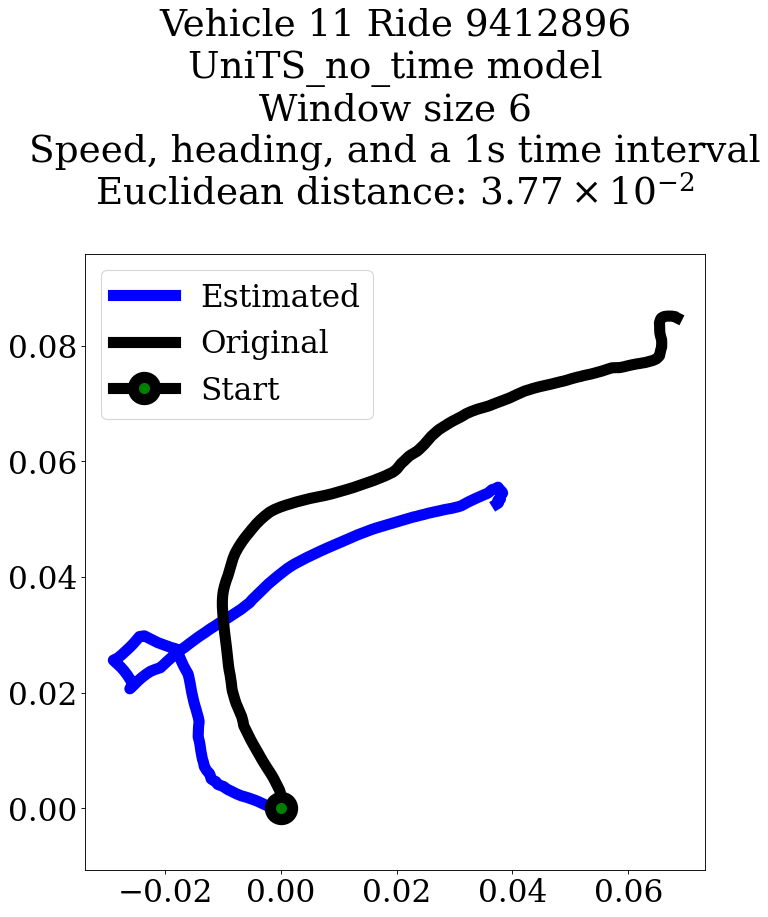 Vehicle 11 Ride 9412896
UniTS_no_time model
Window size 6
Speed, heading, and a 1s time interval
Euclidean distance: 3.77 × 10⁻²
Estimated
Original
Start
0.08
0.06
0.04
0.02
0.00
−0.02 0.00 0.02 0.04 0.06